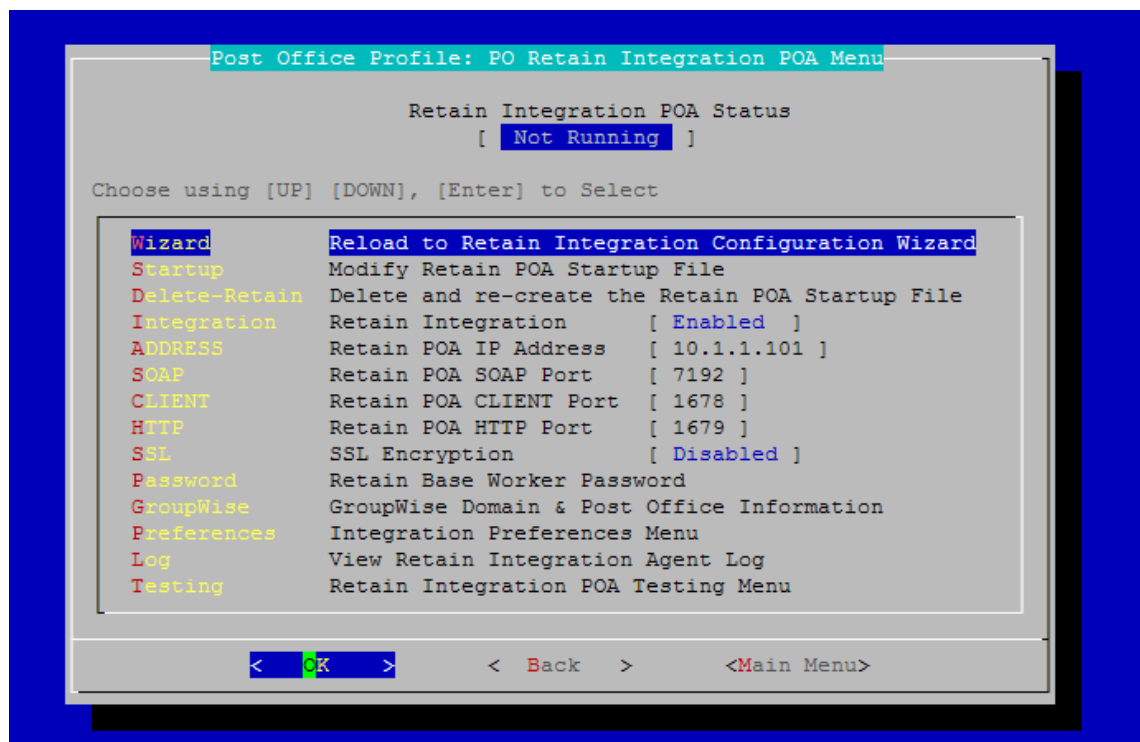 Post Office Profile: PO Retain Integration POA Menu
Retain Integration POA Status
[ Not Running ]
Choose using [UP] [DOWN], [Enter] to Select
Wizard Reload to Retain Integration Configuration Wizard
Startup Modify Retain POA Startup File
Delete-Retain Delete and re-create the Retain POA Startup File
Integration Retain Integration [ Enabled ]
ADDRESS Retain POA IP Address [ 10.1.1.101 ]
SOAP Retain POA SOAP Port [ 7192 ]
CLIENT Retain POA CLIENT Port [ 1678 ]
HTTP Retain POA HTTP Port [ 1679 ]
SSL SSL Encryption [ Disabled ]
Password Retain Base Worker Password
GroupWise GroupWise Domain & Post Office Information
Preferences Integration Preferences Menu
Log View Retain Integration Agent Log
Testing Retain Integration POA Testing Menu
< OK > < Back > <Main Menu>